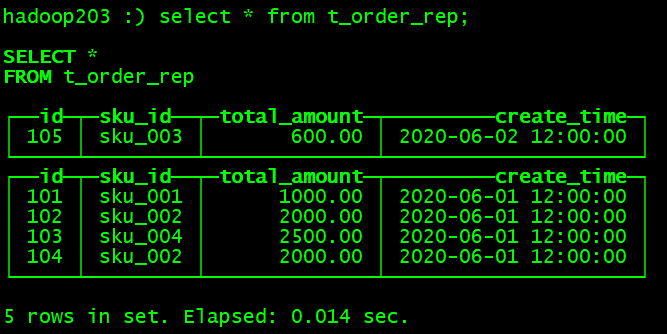 hadoop203 :) select * from t_order_rep;
SELECT *
FROM t_order_rep
id sku_id total_amount create_time
105 sku_003 600.00 2020-06-02 12:00:00
id sku_id total_amount create_time
101 sku_001 1000.00 2020-06-01 12:00:00
102 sku_002 2000.00 2020-06-01 12:00:00
103 sku_004 2500.00 2020-06-01 12:00:00
104 sku_002 2000.00 2020-06-01 12:00:00
5 rows in set. Elapsed: 0.014 sec.